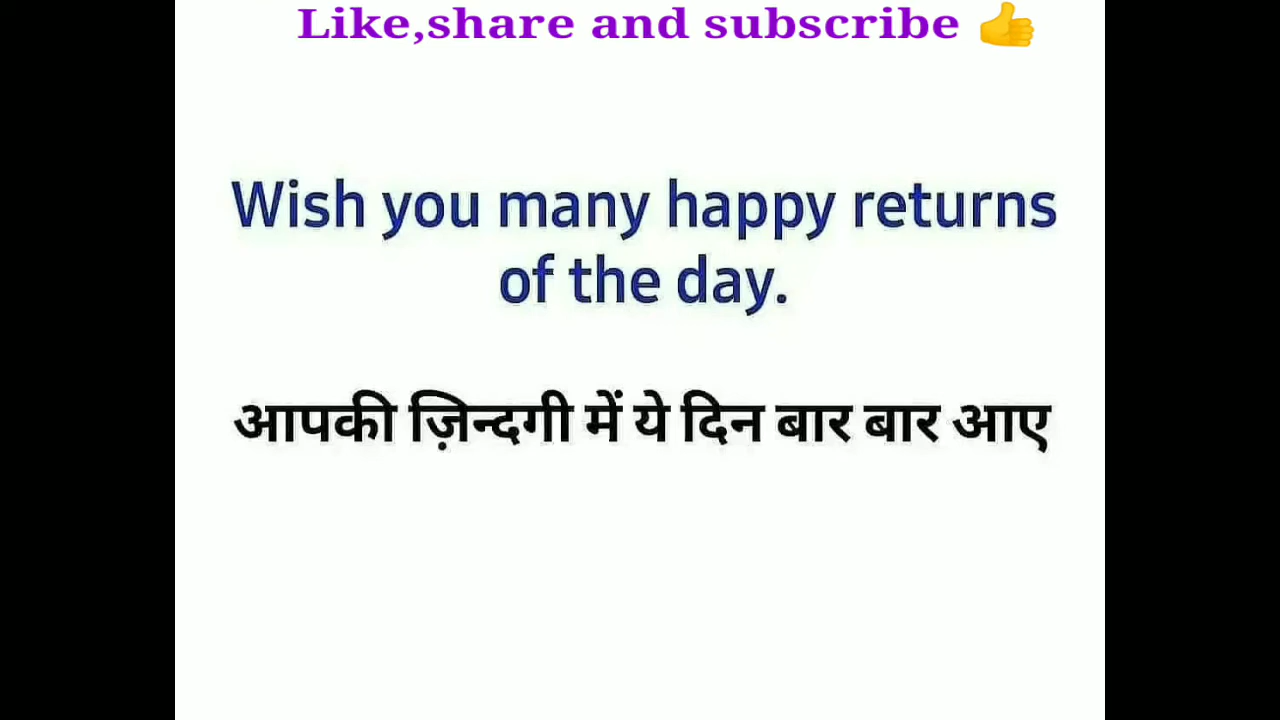 Like,share and subscribe 👍
Wish you many happy returns
of the day.
आपकी ज़िन्दगी में ये दिन बार बार आए